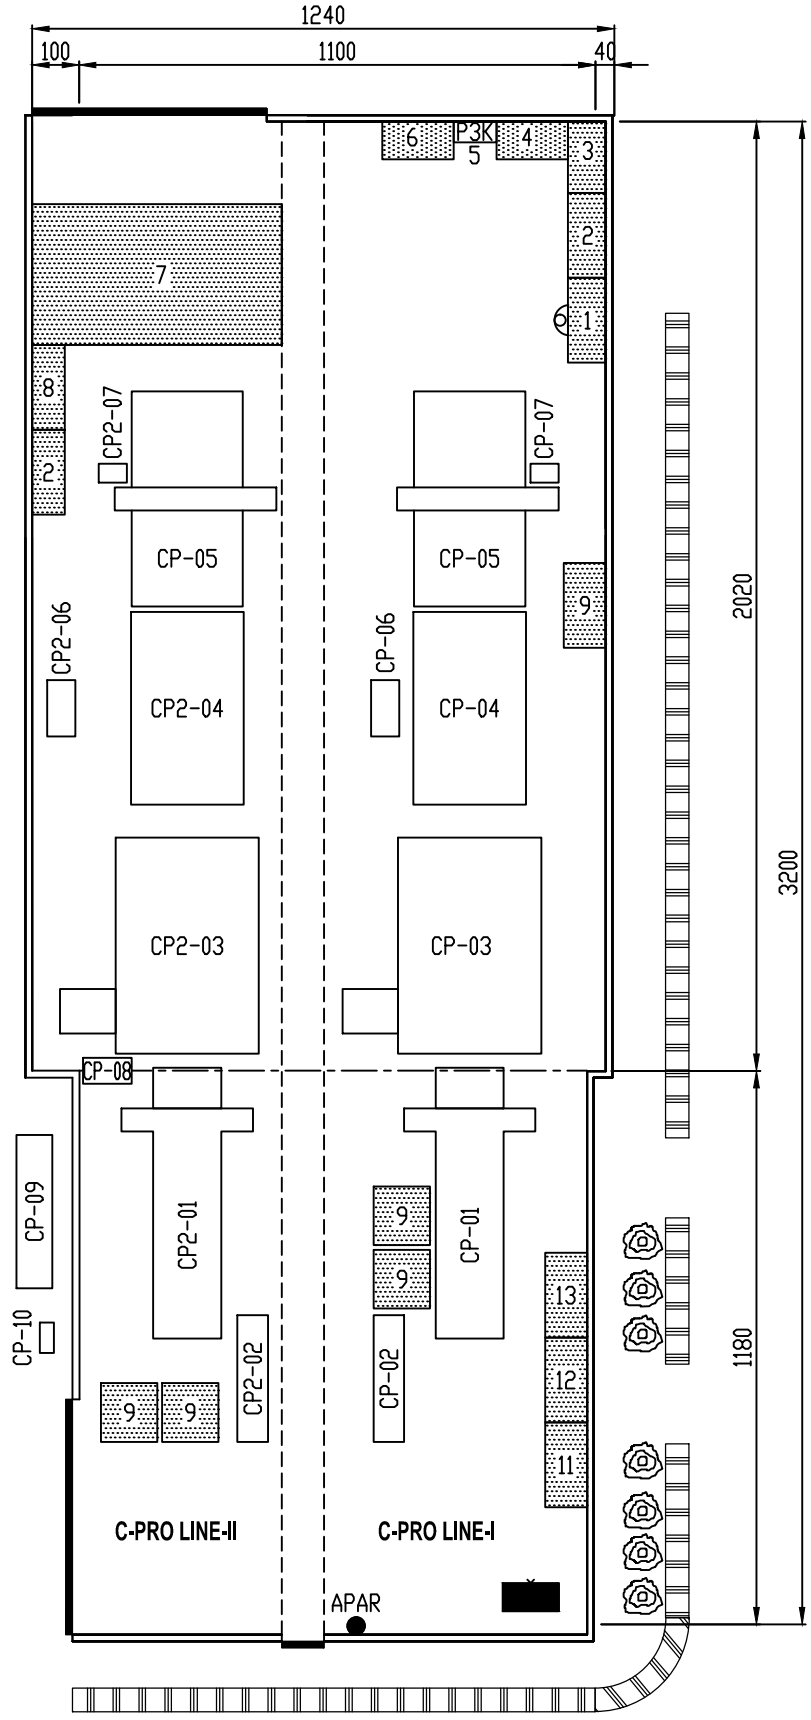 1240
100
1100
40
6
P3K
5
4
3
2
1
7
8
2
CP2-07
CP-07
CP-05
CP-05
9
2020
CP2-06
CP-06
CP2-04
CP-04
3200
CP2-03
CP-03
CP-08
CP-09
CP2-01
9
CP-01
9
13
CP-10
CP2-02
CP-02
1180
12
9
9
11
C-PRO LINE-II
C-PRO LINE-I
APAR